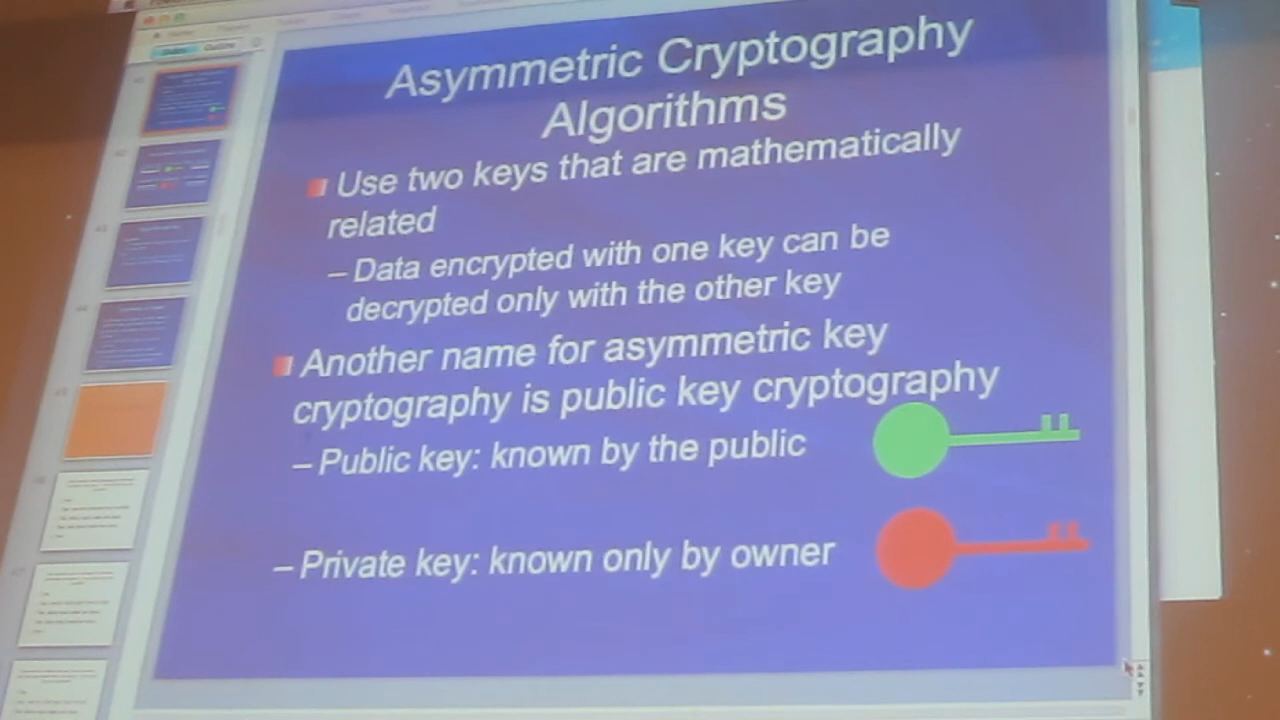 Asymmetric Cryptography
Algorithms
Use two keys that are mathematically
related
– Data encrypted with one key can be
decrypted only with the other key
Another name for asymmetric key
cryptography is public key cryptography
– Public key: known by the public
– Private key: known only by owner